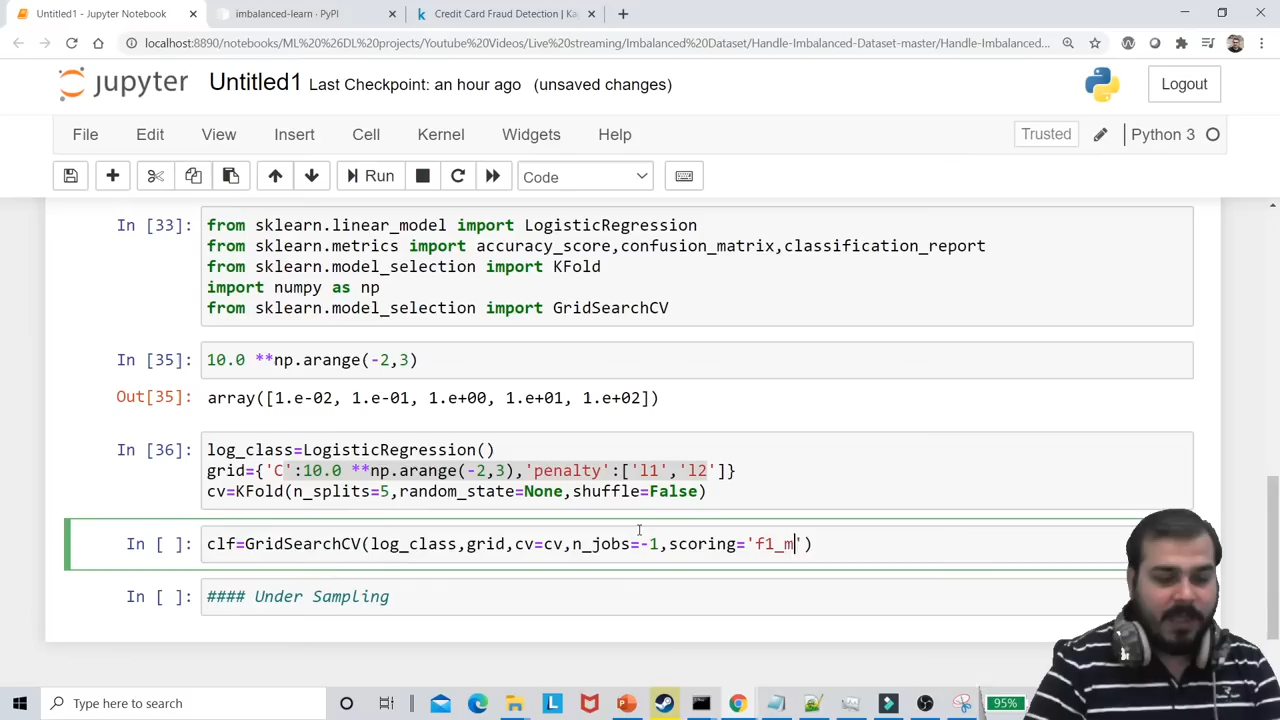 Untitled1 - Jupyter Notebook
imbalanced-learn · PyPI
Credit Card Fraud Detection | Ka
localhost:8890/notebooks/ML%20%26%20DL%20projects/Youtube%20Videos/Live%20streaming/Imbalanced%20Dataset/Handle-Imbalanced-Dataset-master/Handle-Imbalanced...
jupyter Untitled1 Last Checkpoint: an hour ago (unsaved changes)
Logout
File Edit View Insert Cell Kernel Widgets Help
Trusted Python 3
Run Code
In [33]: from sklearn.linear_model import LogisticRegression
from sklearn.metrics import accuracy_score,confusion_matrix,classification_report
from sklearn.model_selection import KFold
import numpy as np
from sklearn.model_selection import GridSearchCV
In [35]: 10.0 **np.arange(-2,3)
Out[35]: array([1.e-02, 1.e-01, 1.e+00, 1.e+01, 1.e+02])
In [36]: log_class=LogisticRegression()
grid={'C':10.0 **np.arange(-2,3),'penalty':['l1','l2']}
cv=KFold(n_splits=5,random_state=None,shuffle=False)
In [ ]: clf=GridSearchCV(log_class,grid,cv=cv,n_jobs=-1,scoring='f1_m')
In [ ]: #### Under Sampling
Type here to search
95%